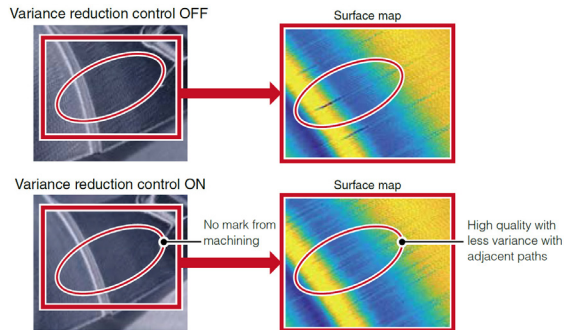 Variance reduction control OFF
Surface map
Variance reduction control ON
Surface map
No mark from
machining
High quality with
less variance with
adjacent paths